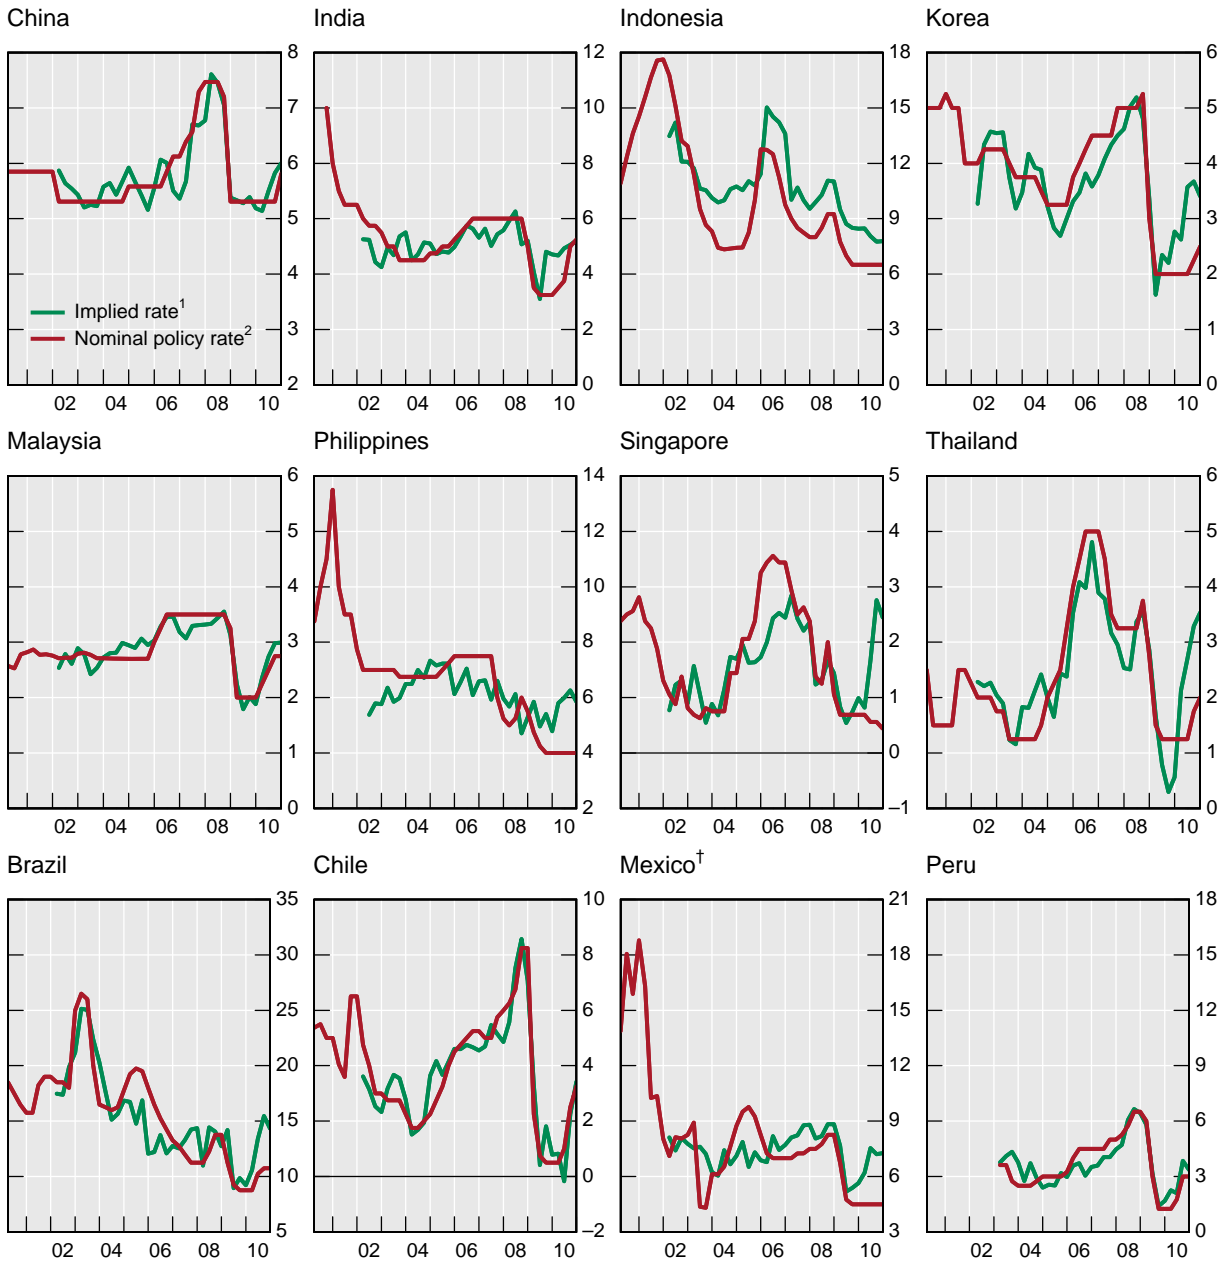 China India Indonesia Korea
8 12 18 6
7 10 15 5
6 8 12 4
5 6 9 3
4 4 6 2
Implied rate1
Nominal policy rate2
3 2 3 1
2 0 0 0
02 04 06 08 10 02 04 06 08 10 02 04 06 08 10 02 04 06 08 10
Malaysia Philippines Singapore Thailand
6 14 5 6
5 12 4 5
4 10 3 4
3 8 2 3
2 6 1 2
1 4 0 1
0 2 –1 0
02 04 06 08 10 02 04 06 08 10 02 04 06 08 10 02 04 06 08 10
Brazil Chile Mexico† Peru
35 10 21 18
30 8 18 15
25 6 15 12
20 4 12 9
15 2 9 6
10 0 6 3
5 –2 3 0
02 04 06 08 10 02 04 06 08 10 02 04 06 08 10 02 04 06 08 10